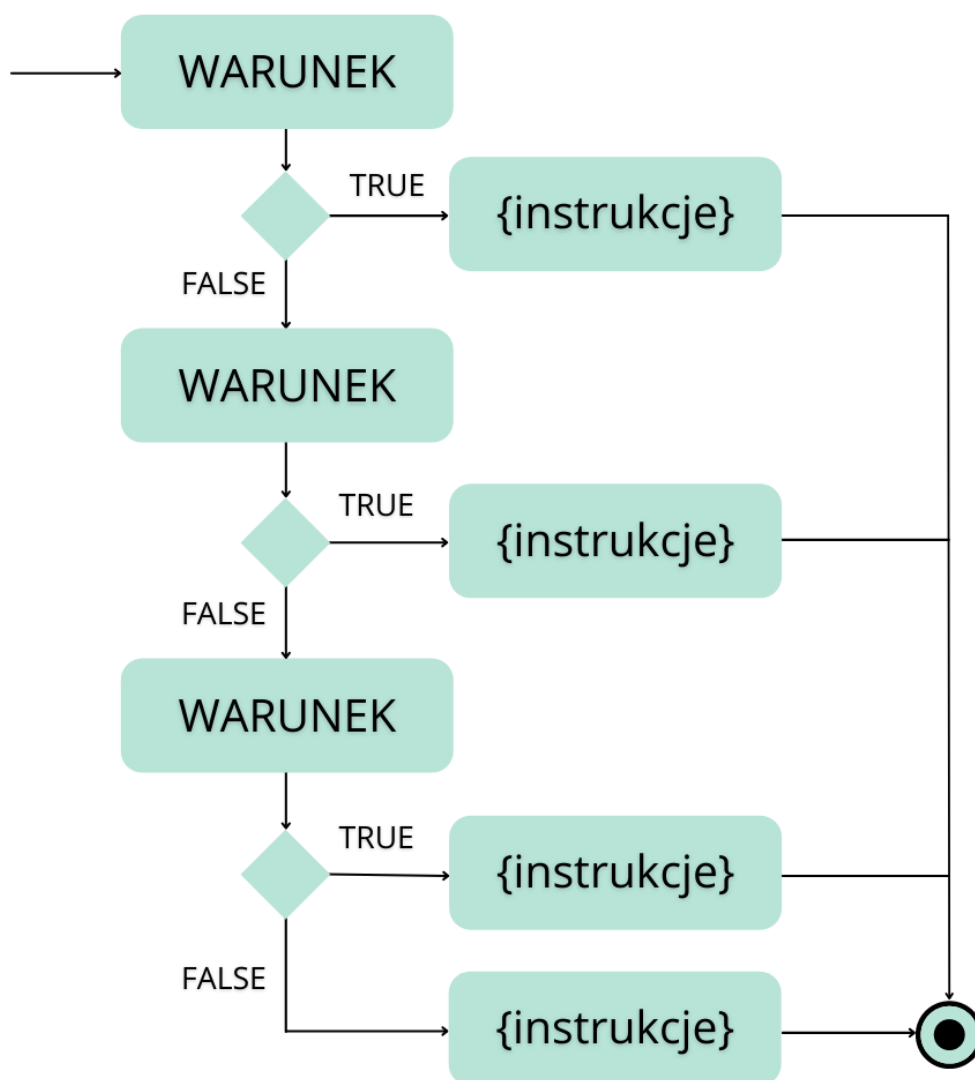 WARUNEK
TRUE
{instrukcje}
FALSE
WARUNEK
TRUE
{instrukcje}
FALSE
WARUNEK
TRUE
{instrukcje}
FALSE
{instrukcje}